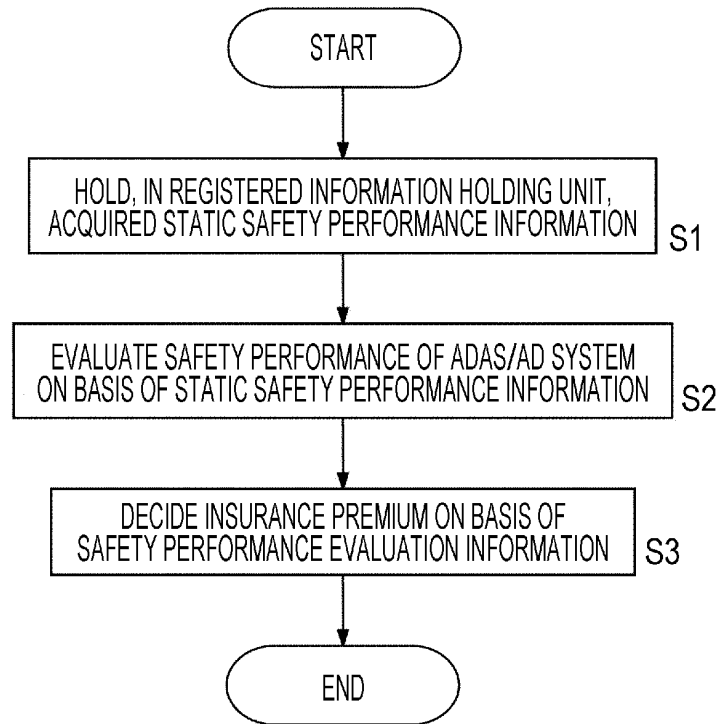 START
HOLD, IN REGISTERED INFORMATION HOLDING UNIT,
ACQUIRED STATIC SAFETY PERFORMANCE INFORMATION
S1
EVALUATE SAFETY PERFORMANCE OF ADAS/AD SYSTEM
ON BASIS OF STATIC SAFETY PERFORMANCE INFORMATION
S2
DECIDE INSURANCE PREMIUM ON BASIS OF
SAFETY PERFORMANCE EVALUATION INFORMATION
S3
END